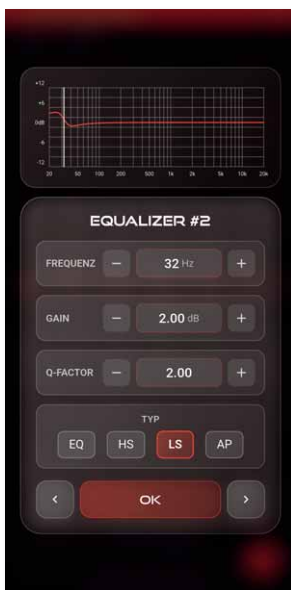 +12
+6
0dB
-6
-12
20 50 100 200 500 1k 2k 5k 10k 20k
EQUALIZER #2
FREQUENZ − 32 Hz +
GAIN − 2.00 dB +
Q-FACTOR − 2.00 +
TYP
EQ HS LS AP
‹ OK ›